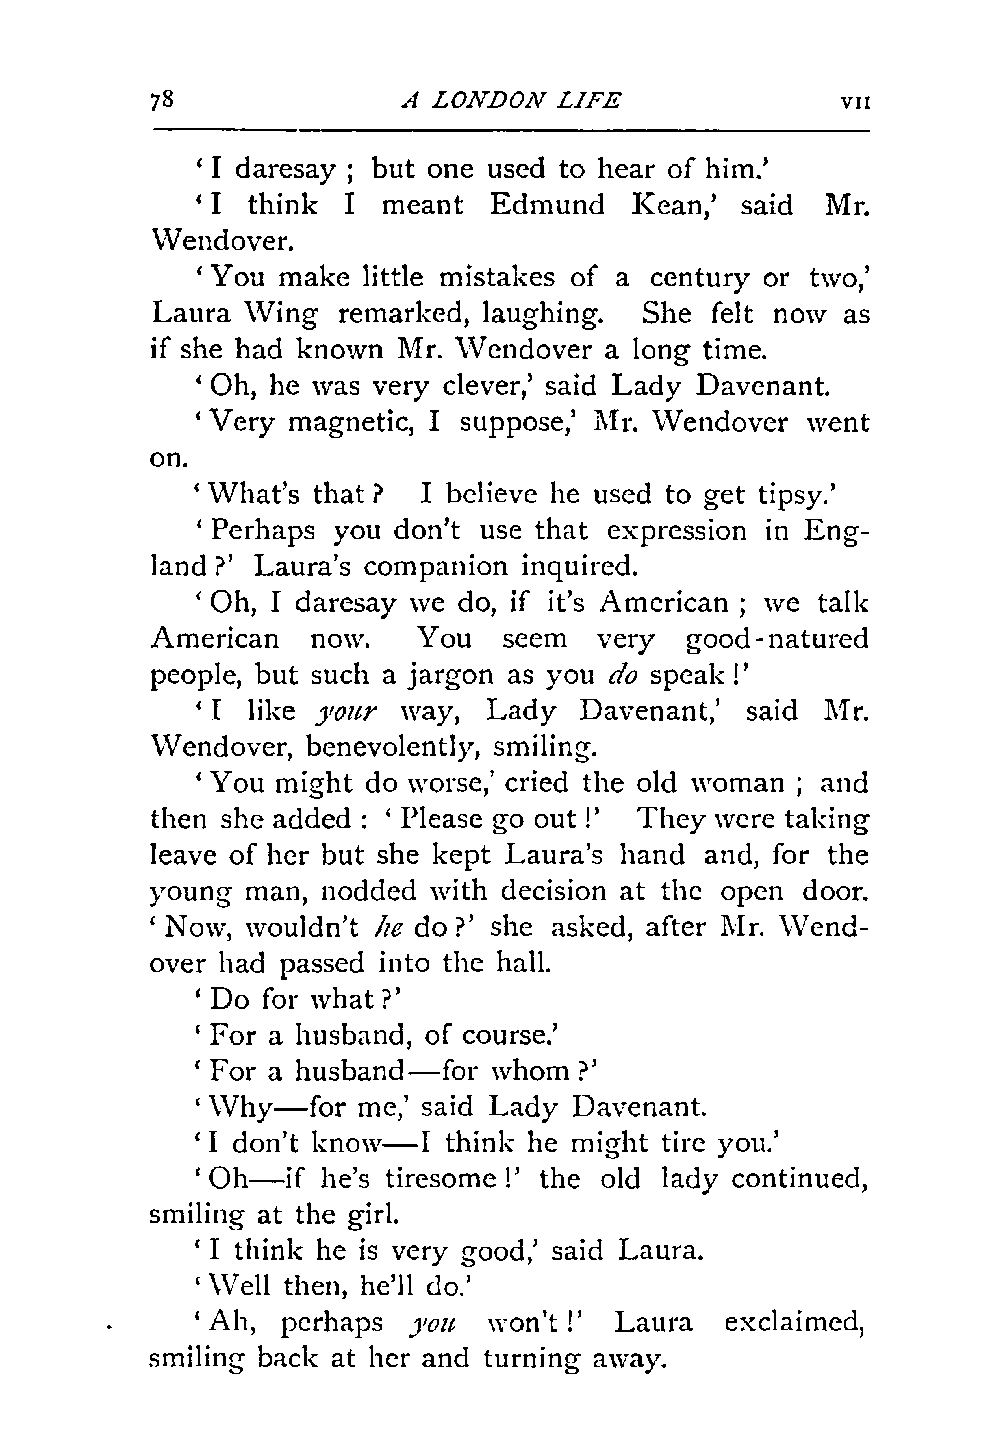 78 A LONDON LIFE VII
‘I daresay ; but one used to hear of him.’
‘I think I meant Edmund Kean,’ said Mr.
Wendover.
‘You make little mistakes of a century or two,’
Laura Wing remarked, laughing. She felt now as
if she had known Mr. Wendover a long time.
‘Oh, he was very clever,’ said Lady Davenant.
‘Very magnetic, I suppose,’ Mr. Wendover went
on.
‘What’s that ? I believe he used to get tipsy.’
‘Perhaps you don’t use that expression in Eng-
land ?’ Laura’s companion inquired.
‘Oh, I daresay we do, if it’s American ; we talk
American now. You seem very good-natured
people, but such a jargon as you do speak !’
‘I like your way, Lady Davenant,’ said Mr.
Wendover, benevolently, smiling.
‘You might do worse,’ cried the old woman ; and
then she added : ‘Please go out !’ They were taking
leave of her but she kept Laura’s hand and, for the
young man, nodded with decision at the open door.
‘Now, wouldn’t he do ?’ she asked, after Mr. Wend-
over had passed into the hall.
‘Do for what ?’
‘For a husband, of course.’
‘For a husband—for whom ?’
‘Why—for me,’ said Lady Davenant.
‘I don’t know—I think he might tire you.’
‘Oh—if he’s tiresome !’ the old lady continued,
smiling at the girl.
‘I think he is very good,’ said Laura.
‘Well then, he’ll do.’
‘Ah, perhaps you won’t !’ Laura exclaimed,
smiling back at her and turning away.